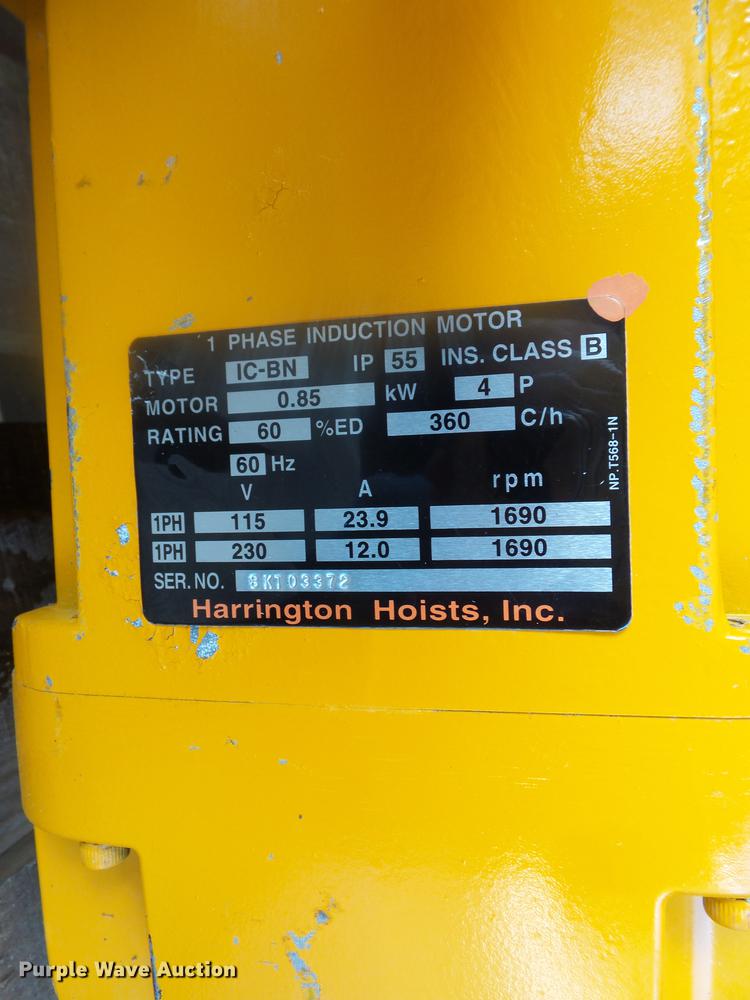 1 PHASE INDUCTION MOTOR
TYPE IC-BN IP 55 INS. CLASS B
MOTOR 0.85 kW 4 P
RATING 60 %ED 360 C/h
60 Hz
V A rpm
1PH 115 23.9 1690
1PH 230 12.0 1690
SER. NO.
Harrington Hoists, Inc.
NP.T568-1N
Purple Wave Auction